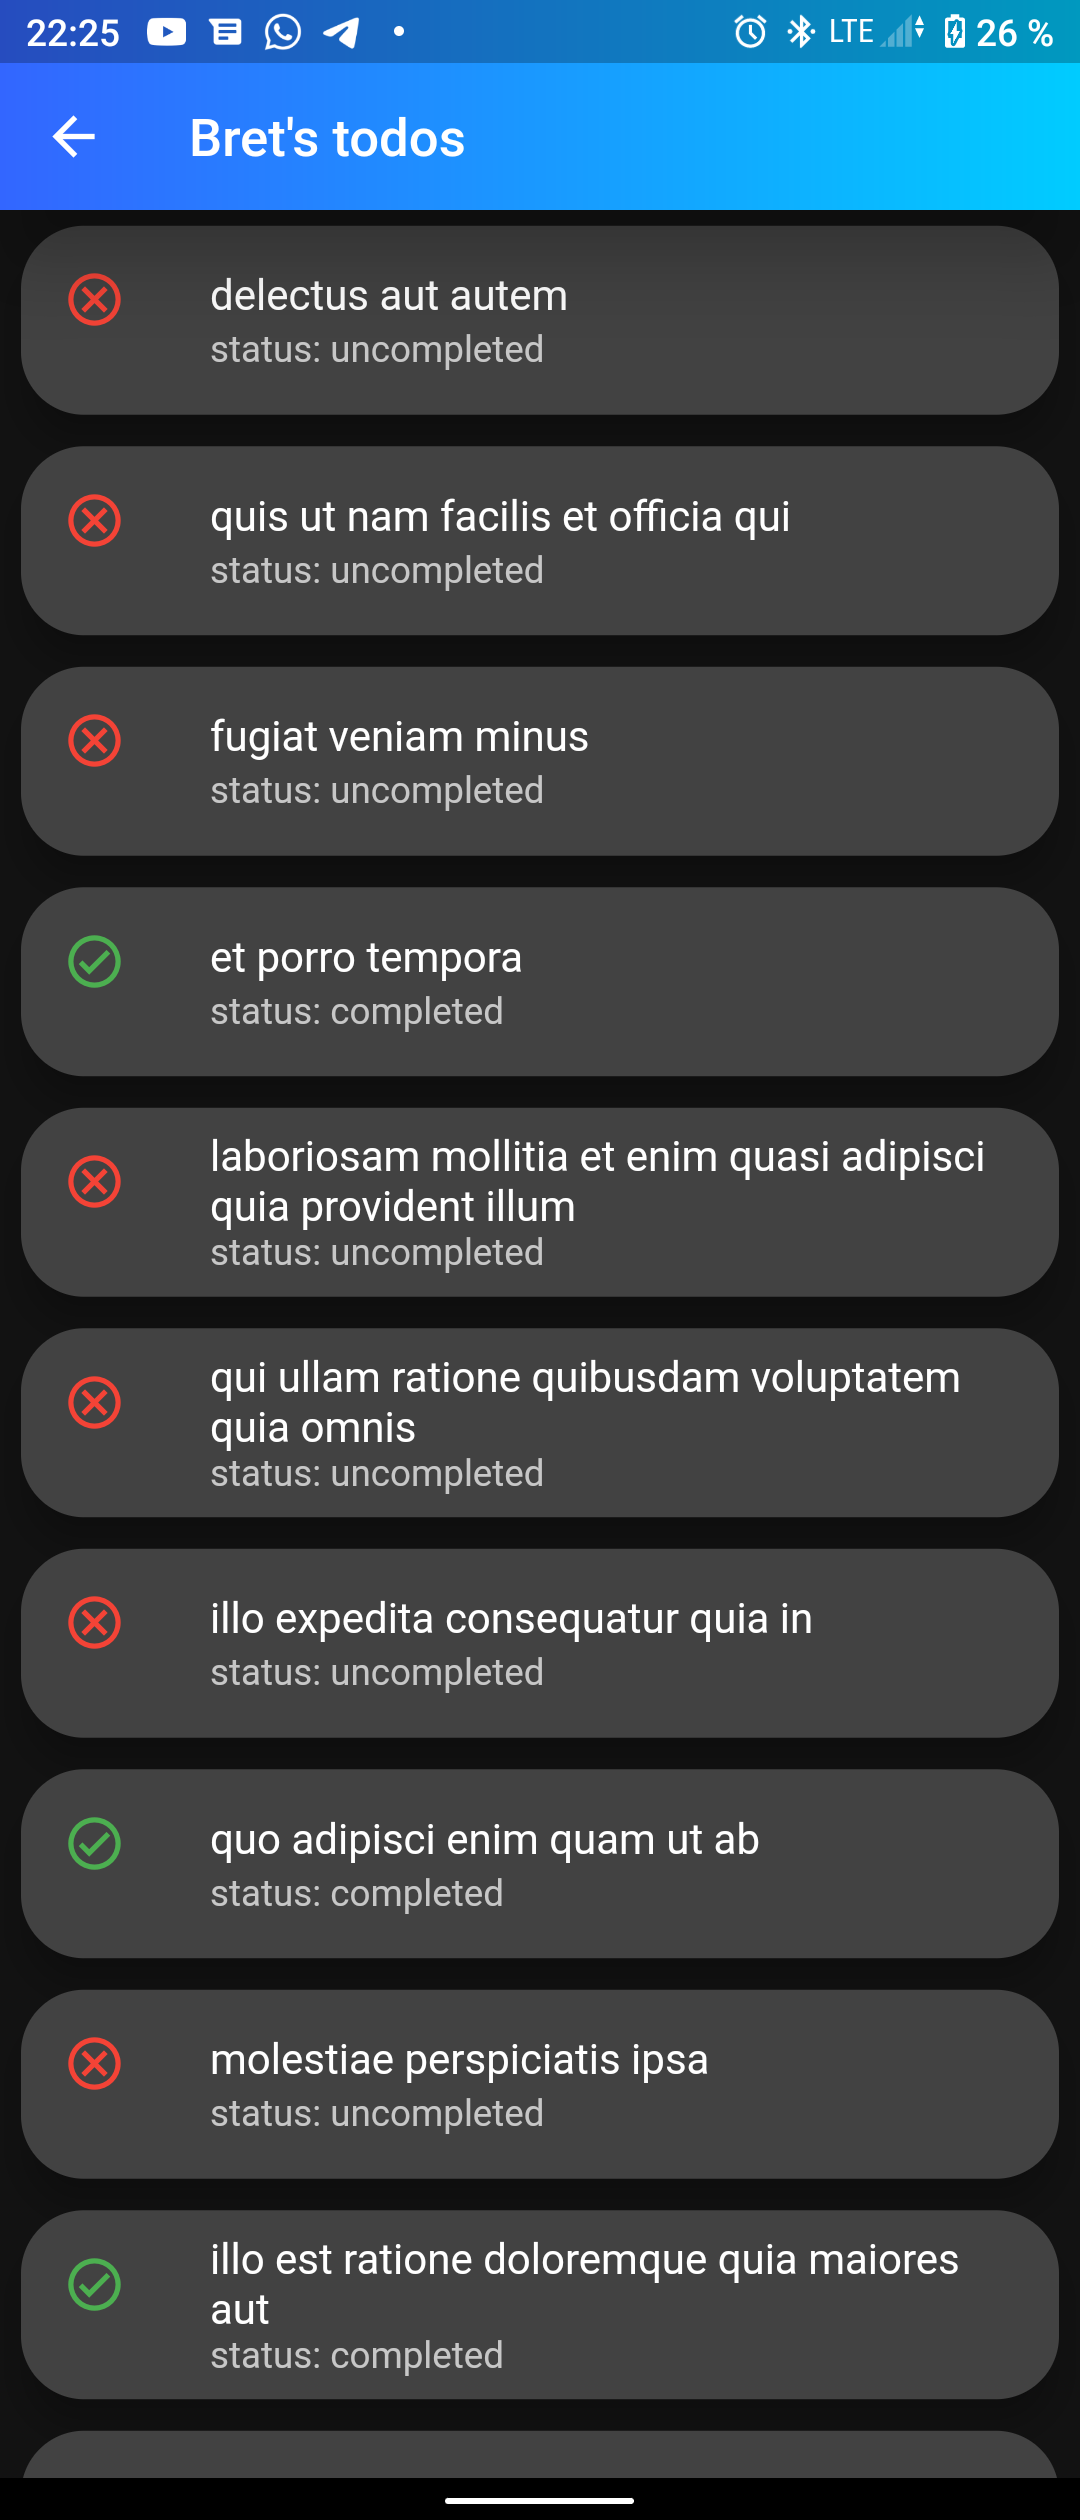 22:25 LTE 26 %
Bret's todos
delectus aut autem
status: uncompleted
quis ut nam facilis et officia qui
status: uncompleted
fugiat veniam minus
status: uncompleted
et porro tempora
status: completed
laboriosam mollitia et enim quasi adipisci
quia provident illum
status: uncompleted
qui ullam ratione quibusdam voluptatem
quia omnis
status: uncompleted
illo expedita consequatur quia in
status: uncompleted
quo adipisci enim quam ut ab
status: completed
molestiae perspiciatis ipsa
status: uncompleted
illo est ratione doloremque quia maiores
aut
status: completed